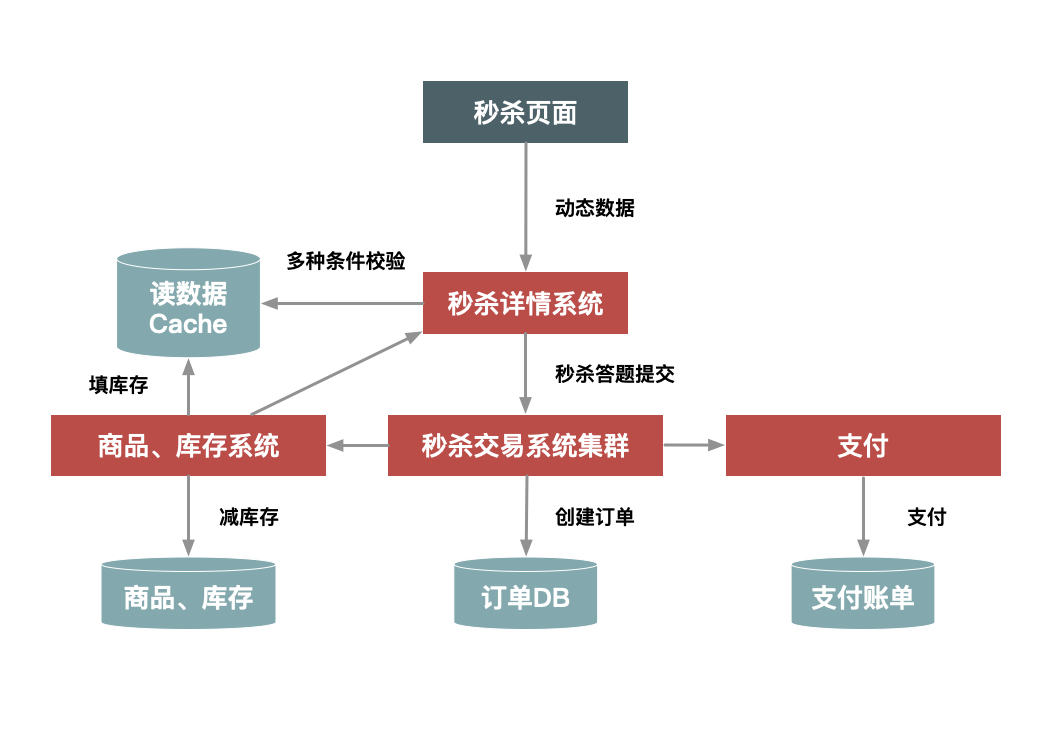 秒杀页面
动态数据
多种条件校验
读数据
Cache
秒杀详情系统
填库存
秒杀答题提交
商品、库存系统
秒杀交易系统集群
支付
减库存
创建订单
支付
商品、库存
订单DB
支付账单